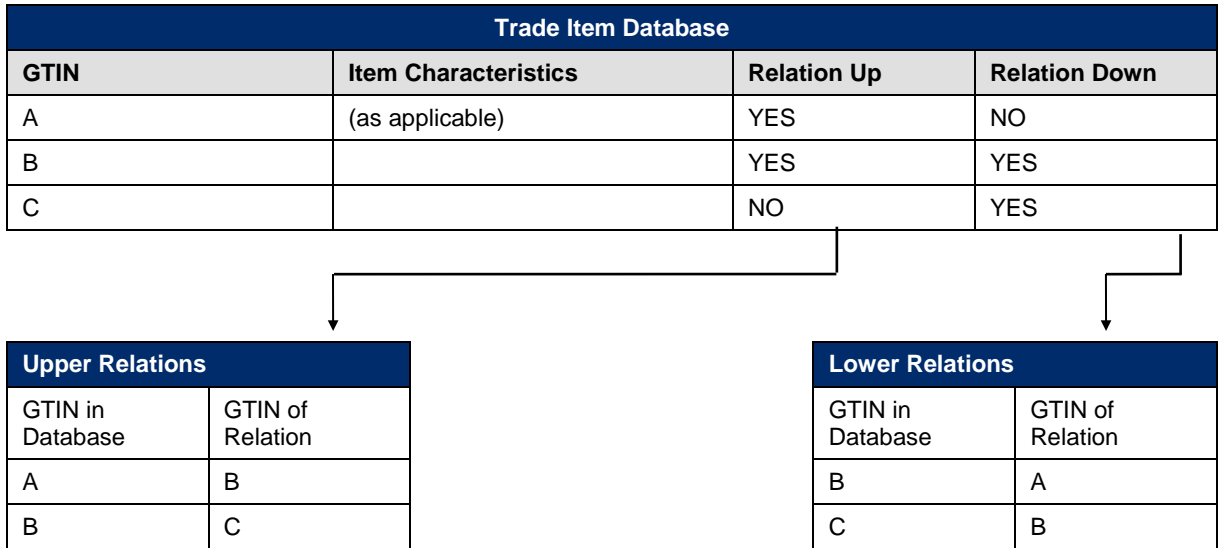 Trade Item Database
GTIN Item Characteristics Relation Up Relation Down
A (as applicable) YES NO
B YES YES
C NO YES
Upper Relations
GTIN in Database GTIN of Relation
A B
B C
Lower Relations
GTIN in Database GTIN of Relation
B A
C B